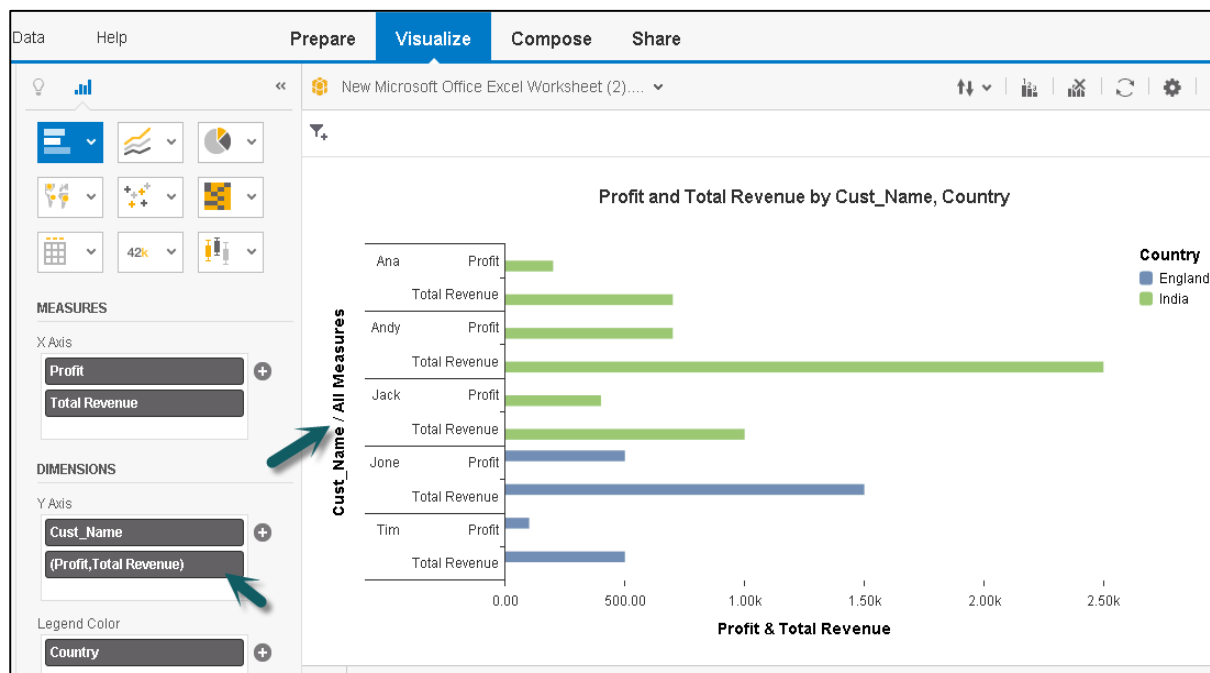 Data Help Prepare Visualize Compose Share
New Microsoft Office Excel Worksheet (2)....
42k
MEASURES
X Axis
Profit
Total Revenue
DIMENSIONS
Y Axis
Cust_Name
(Profit,Total Revenue)
Legend Color
Country
Profit and Total Revenue by Cust_Name, Country
Cust_Name / All Measures
Ana Profit
Total Revenue
Andy Profit
Total Revenue
Jack Profit
Total Revenue
Jone Profit
Total Revenue
Tim Profit
Total Revenue
0.00 500.00 1.00k 1.50k 2.00k 2.50k
Profit & Total Revenue
Country
England
India